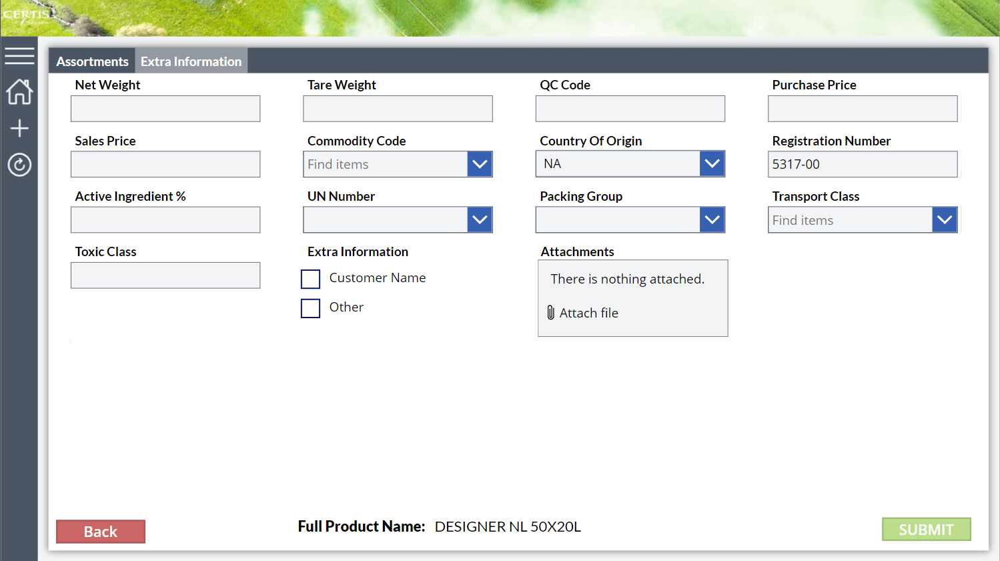 CERTIS
Assortments Extra Information
Net Weight Tare Weight QC Code Purchase Price
Sales Price Commodity Code Country Of Origin Registration Number
Find items NA 5317-00
Active Ingredient % UN Number Packing Group Transport Class
Find items
Toxic Class Extra Information Attachments
Customer Name There is nothing attached.
Other Attach file
Back Full Product Name: DESIGNER NL 50X20L SUBMIT